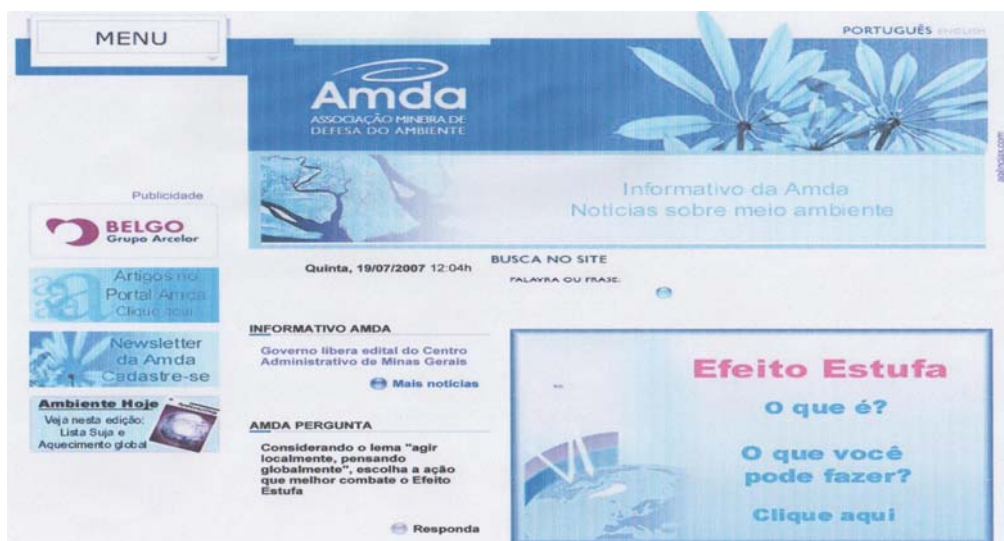 MENU
PORTUGUÊS ENGLISH
Amda
ASSOCIAÇÃO MINEIRA DE
DEFESA DO AMBIENTE
Informativo da Amda
Notícias sobre meio ambiente
Publicidade
BELGO
Grupo Arcelor
Artigos no
Portal Amda
Clique aqui
Newsletter
da Amda
Cadastre-se
Ambiente Hoje
Veja nesta edição:
Lista Suja e
Aquecimento global
Quinta, 19/07/2007 12:04h
BUSCA NO SITE
PALAVRA OU FRASE:
INFORMATIVO AMDA
Governo libera edital do Centro
Administrativo de Minas Gerais
Mais notícias
AMDA PERGUNTA
Considerando o lema "agir
localmente, pensando
globalmente", escolha a ação
que melhor combate o Efeito
Estufa
Responda
Efeito Estufa
O que é?
O que você
pode fazer?
Clique aqui